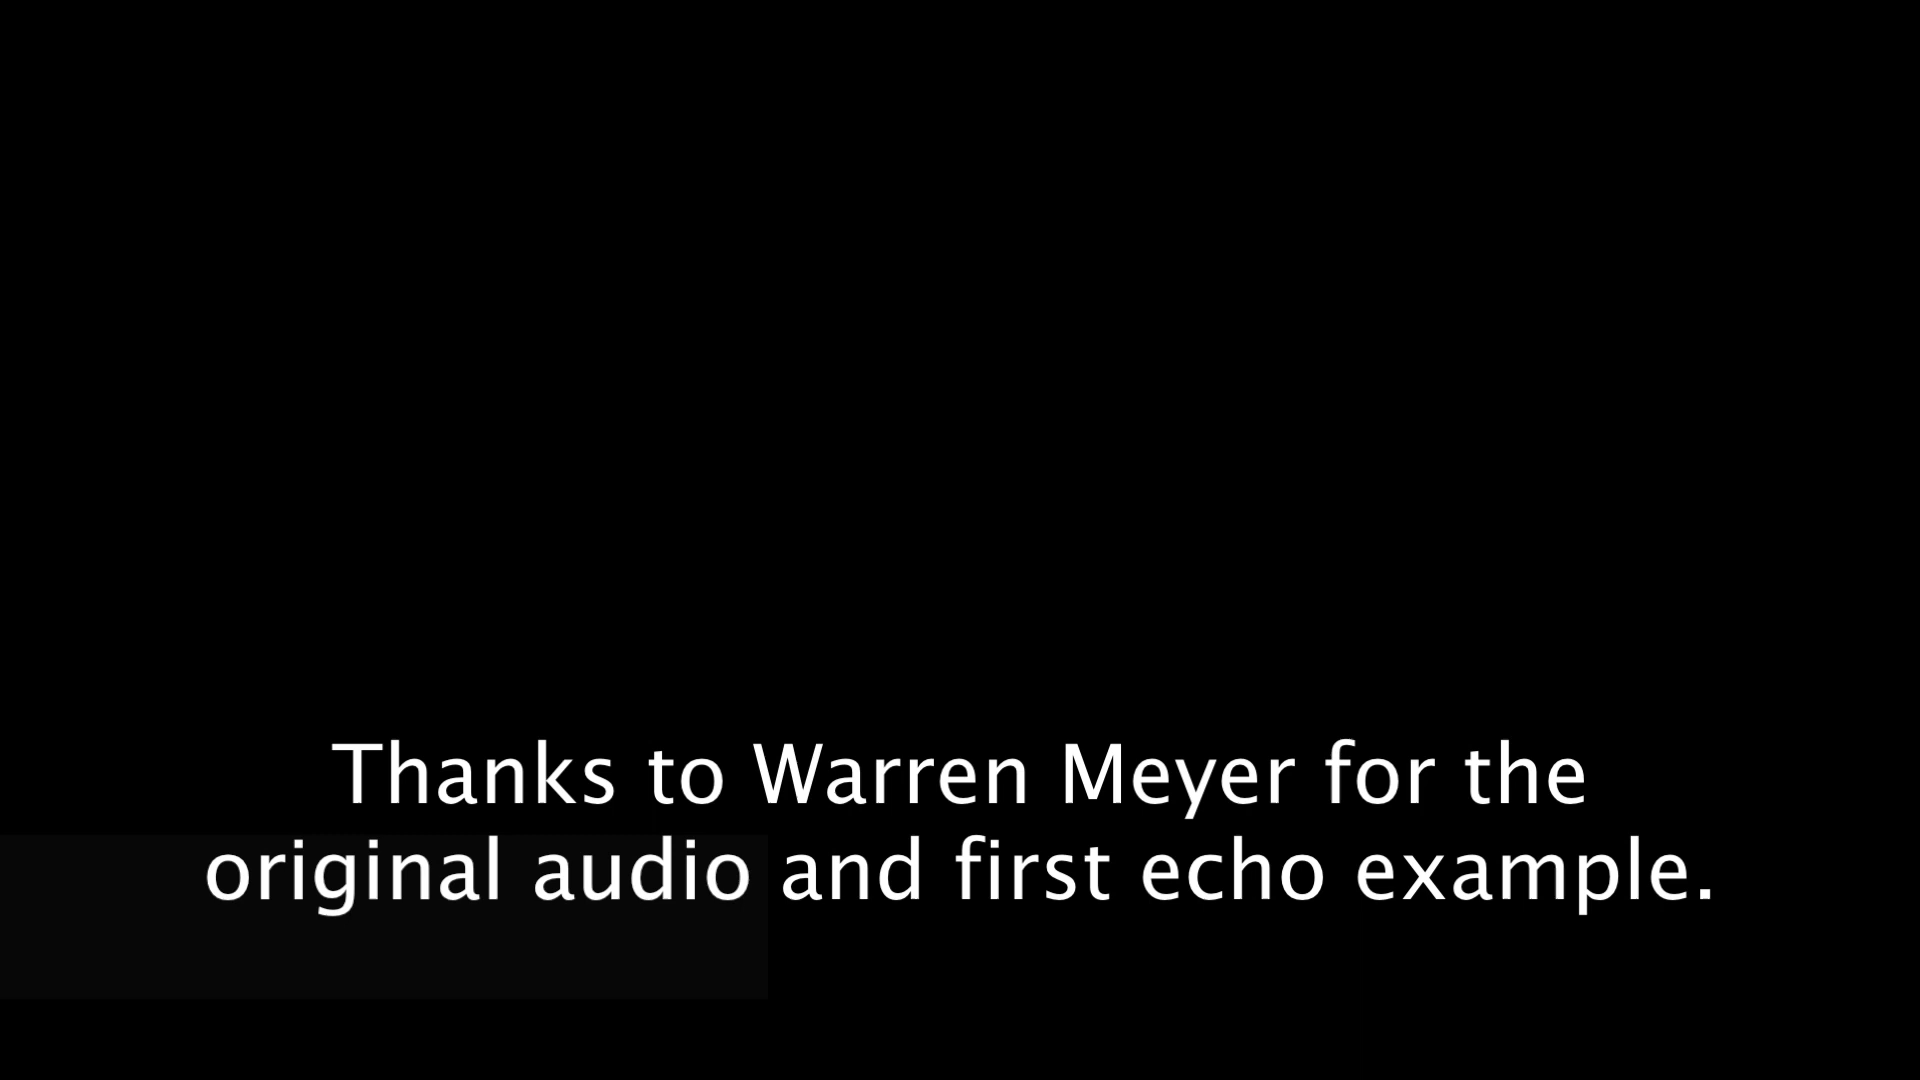 Thanks to Warren Meyer for the
original audio and first echo example.